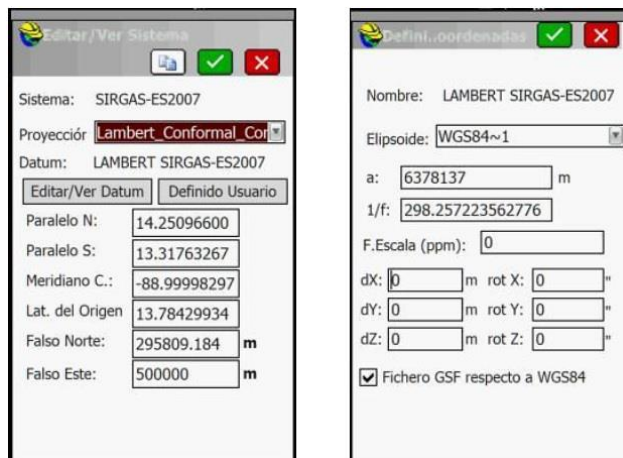 Editar/Ver Sistema
Sistema: SIRGAS-ES2007
Proyección Lambert_Conformal_Cor
Datum: LAMBERT SIRGAS-ES2007
Editar/Ver Datum Definido Usuario
Paralelo N: 14.25096600
Paralelo S: 13.31763267
Meridiano C.: -88.99998297
Lat. del Origen 13.78429934
Falso Norte: 295809.184 m
Falso Este: 500000 m
Defini..oordenadas
Nombre: LAMBERT SIRGAS-ES2007
Elipsoide: WGS84~1
a: 6378137 m
1/f: 298.257223562776
F.Escala (ppm): 0
dX: 0 m rot X: 0 "
dY: 0 m rot Y: 0 "
dZ: 0 m rot Z: 0 "
Fichero GSF respecto a WGS84